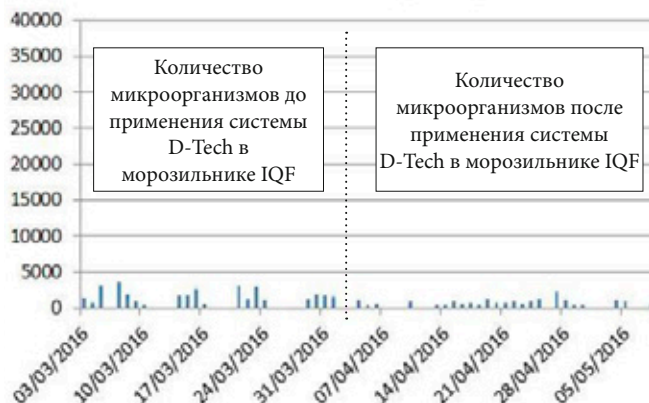 40000
35000
30000
25000
20000
15000
10000
5000
0
Количество
микроорганизмов до
применения системы
D-Tech в
морозильнике IQF
Количество
микроорганизмов после
применения системы
D-Tech в морозильнике IQF
03/03/2016
10/03/2016
17/03/2016
24/03/2016
31/03/2016
07/04/2016
14/04/2016
21/04/2016
28/04/2016
05/05/2016